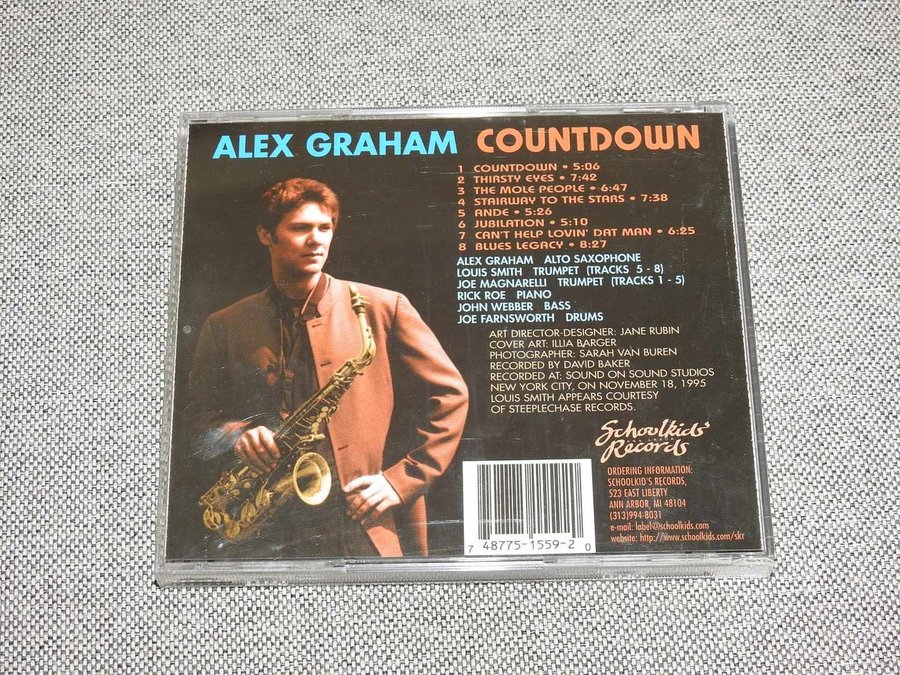 ALEX GRAHAM COUNTDOWN
1 COUNTDOWN • 5:06
2 THIRSTY EYES • 7:42
3 THE MOLE PEOPLE • 6:47
4 STAIRWAY TO THE STARS • 7:38
5 ANDE • 5:26
6 JUBILATION • 5:10
7 CAN'T HELP LOVIN' DAT MAN • 6:25
8 BLUES LEGACY • 8:27
ALEX GRAHAM ALTO SAXOPHONE
LOUIS SMITH TRUMPET (TRACKS 5 - 8)
JOE MAGNARELLI TRUMPET (TRACKS 1 - 5)
RICK ROE PIANO
JOHN WEBBER BASS
JOE FARNSWORTH DRUMS
ART DIRECTOR-DESIGNER: JANE RUBIN
COVER ART: ILLIA BARGER
PHOTOGRAPHER: SARAH VAN BUREN
RECORDED BY DAVID BAKER
RECORDED AT: SOUND ON SOUND STUDIOS
NEW YORK CITY, ON NOVEMBER 18, 1995
LOUIS SMITH APPEARS COURTESY
OF STEEPLECHASE RECORDS.
Schoolkids'
Records
ORDERING INFORMATION:
SCHOOLKID'S RECORDS,
523 EAST LIBERTY
ANN ARBOR, MI 48104
(313)994-8031
e-mail: label@schoolkids.com
website: http://www.schoolkids.com/skr
7 48775-1559-2 0